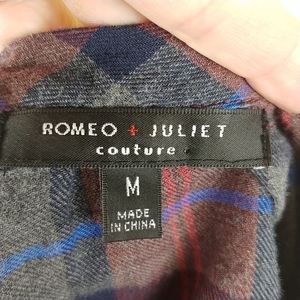 ROMEO + JULIET
couture
M
MADE
IN CHINA